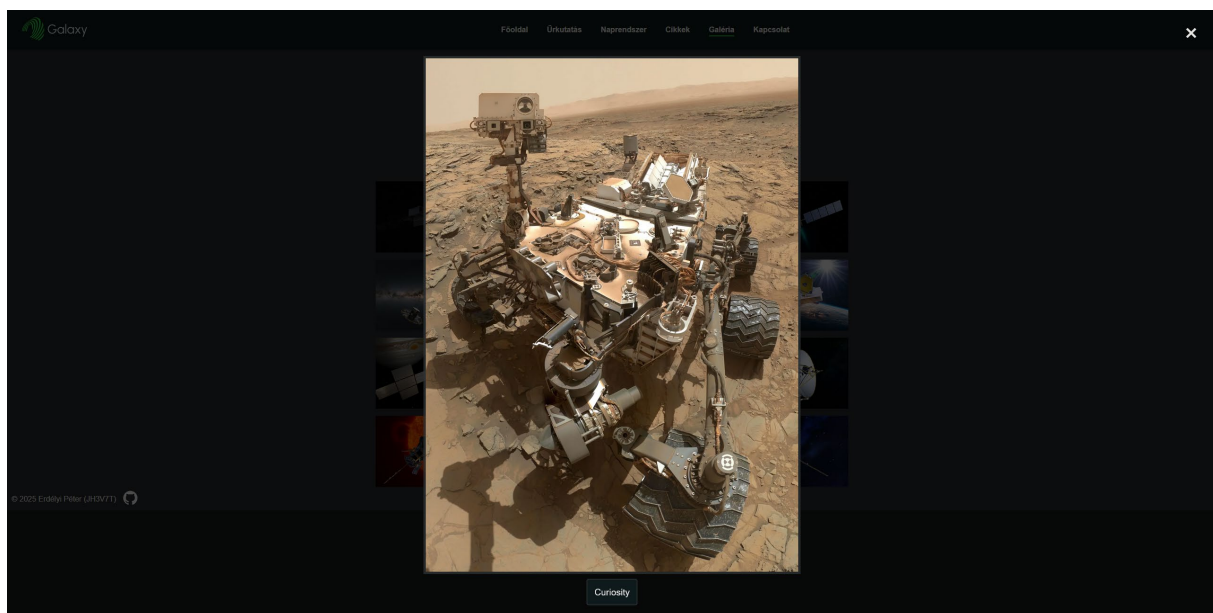 Galaxy
Főoldal Űrkutatás Naprendszer Cikkek Galéria Kapcsolat
×
© 2025 Erdélyi Péter (JH3V7T)
Curiosity